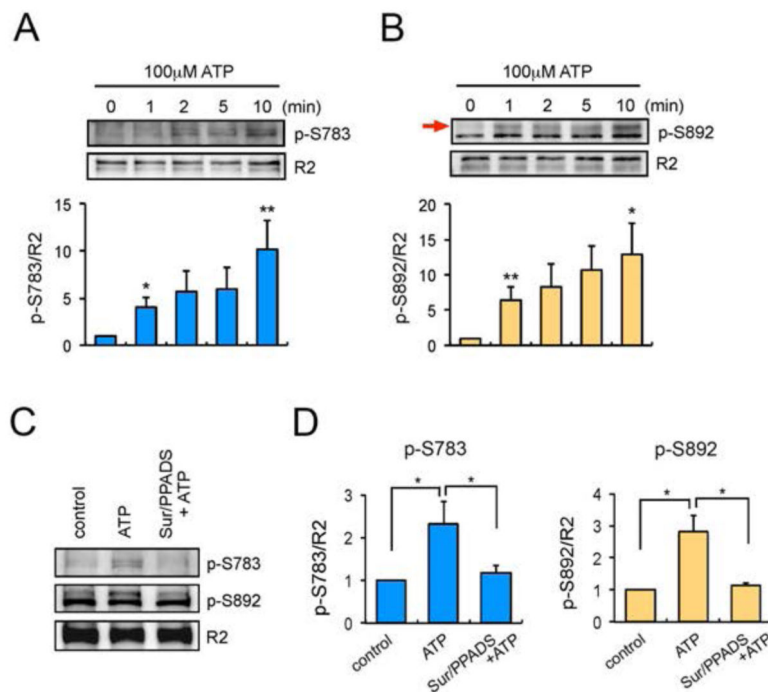 A
100μM ATP
0 1 2 5 10 (min)
p-S783
R2
15
10
5
0
p-S783/R2
*
**
B
100μM ATP
0 1 2 5 10 (min)
p-S892
R2
20
15
10
5
0
p-S892/R2
**
*
C
control
ATP
Sur/PPADS
+ ATP
p-S783
p-S892
R2
D
p-S783
3
2
1
0
p-S783/R2
*
*
control
ATP
Sur/PPADS
+ATP
p-S892
4
3
2
1
0
p-S892/R2
*
*
control
ATP
Sur/PPADS
+ATP